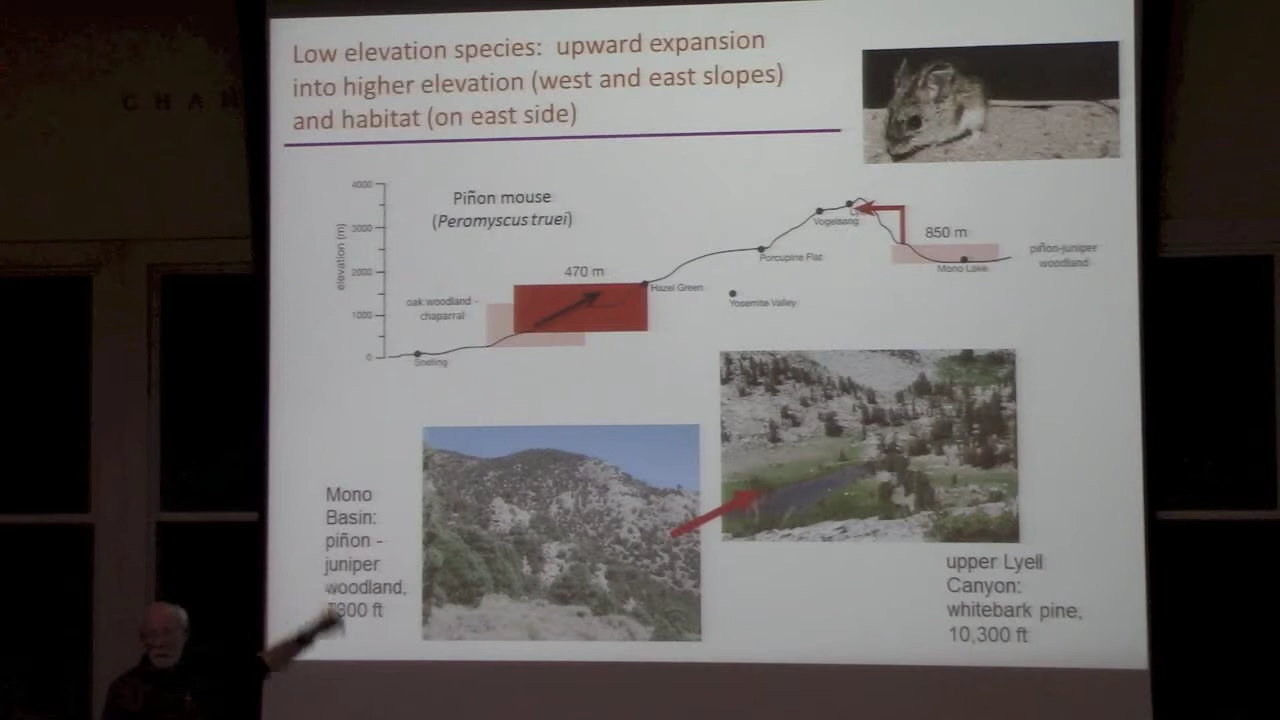 Low elevation species: upward expansion
into higher elevation (west and east slopes)
and habitat (on east side)
CHAN
Piñon mouse
(Peromyscus truei)
elevation (m)
4000
3000
2000
1000
0
470 m
850 m
oak woodland -
chaparral
Snelling
Hazel Green
Porcupine Flat
Yosemite Valley
Vogelsang
Mono Lake
piñon-juniper
woodland
Mono
Basin:
piñon -
juniper
woodland,
7800 ft
upper Lyell
Canyon:
whitebark pine,
10,300 ft